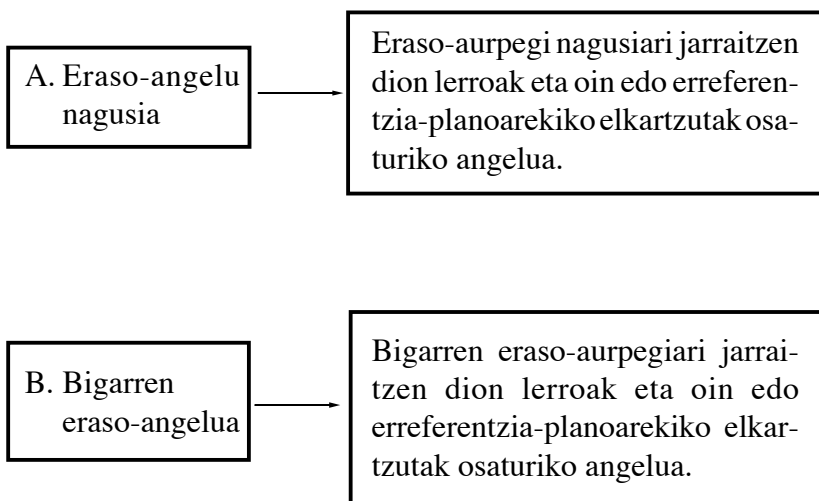 A. Eraso-angelu
nagusia
Eraso-aurpegi nagusiari jarraitzen
dion lerroak eta oin edo erreferen-
tzia-planoarekiko elkartzutak osa-
turiko angelua.
B. Bigarren
eraso-angelua
Bigarren eraso-aurpegiari jarrai-
tzen dion lerroak eta oin edo
erreferentzia-planoarekiko elkar-
tzutak osaturiko angelua.